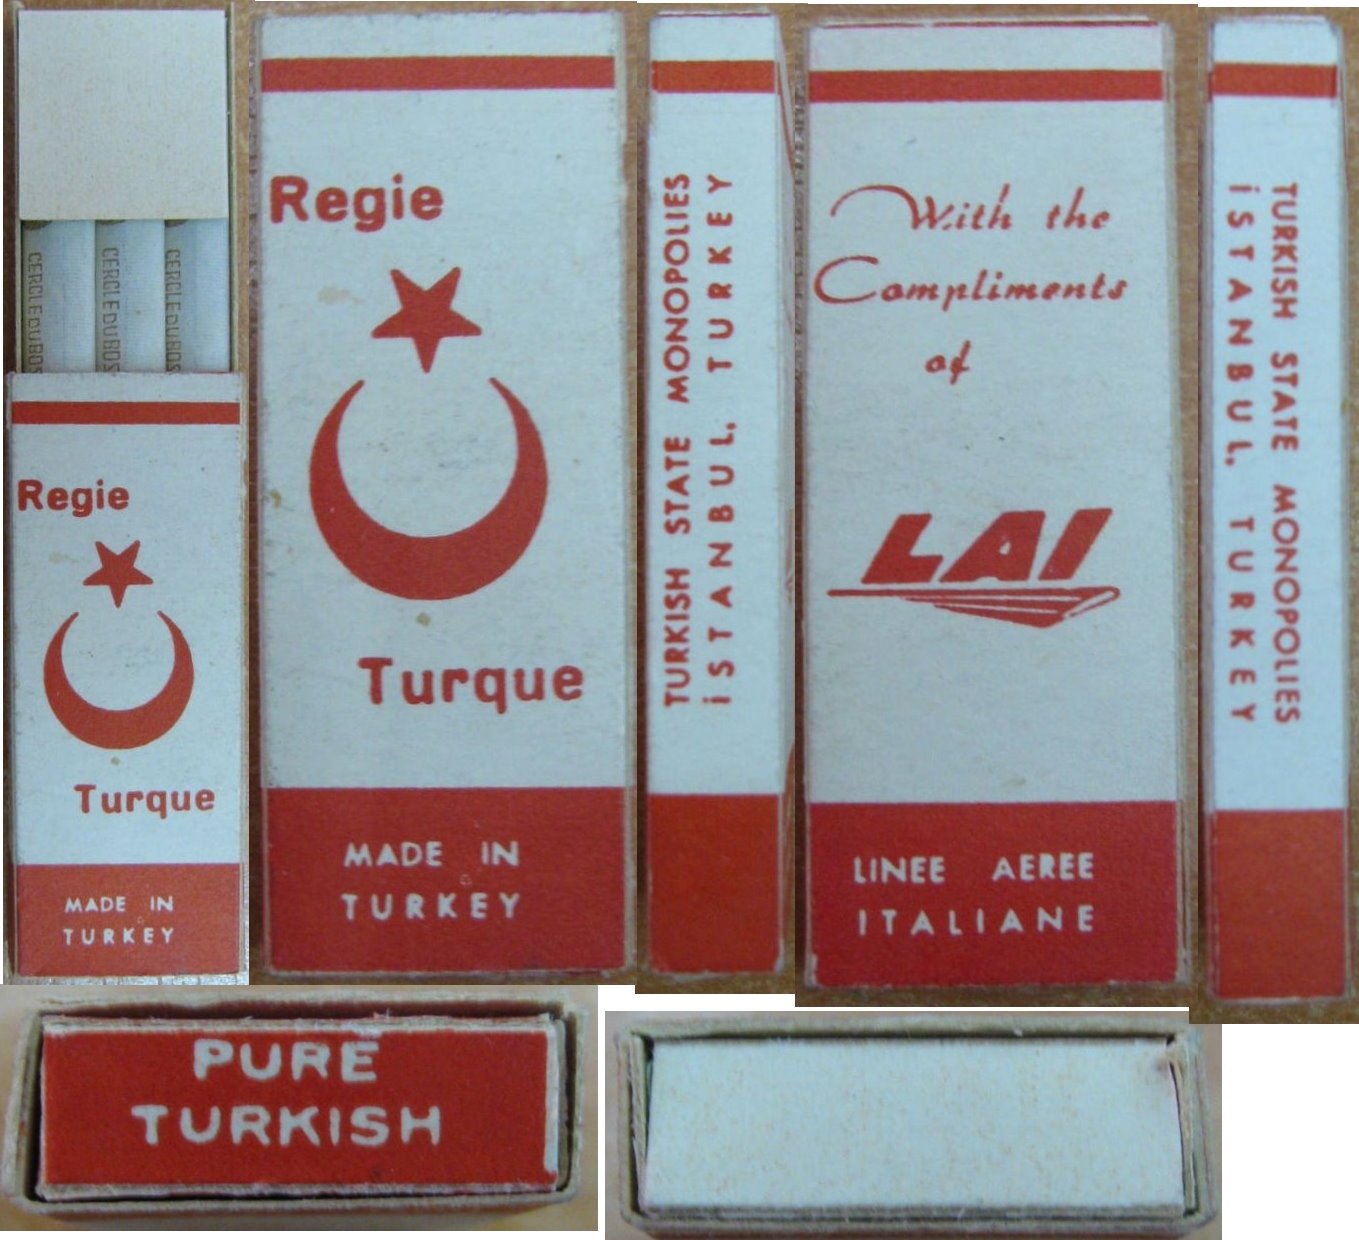 CERCLE DU BOS
CERCLE DU BOS
CERCLE DU BOS
Regie
Turque
MADE IN
TURKEY
Regie
Turque
MADE IN
TURKEY
TURKISH STATE MONOPOLIES
İSTANBUL, TURKEY
With the
Compliments
of
LAI
LINEE AEREE
ITALIANE
TURKISH STATE MONOPOLIES
İSTANBUL, TURKEY
PURE
TURKISH